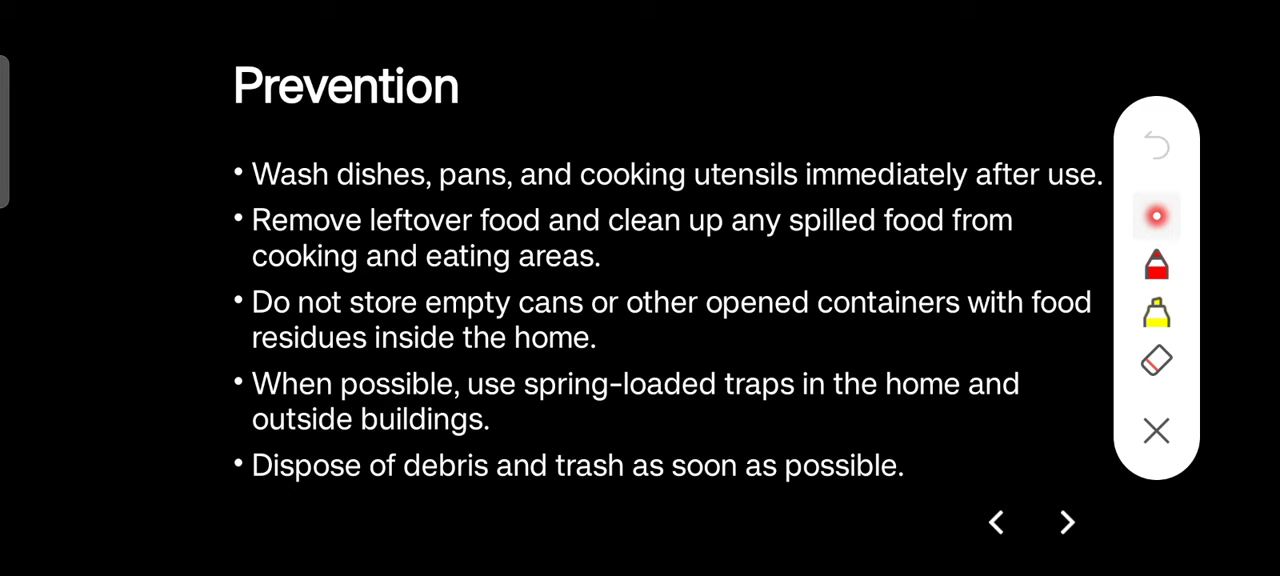 Prevention
• Wash dishes, pans, and cooking utensils immediately after use.
• Remove leftover food and clean up any spilled food from
cooking and eating areas.
• Do not store empty cans or other opened containers with food
residues inside the home.
• When possible, use spring-loaded traps in the home and
outside buildings.
• Dispose of debris and trash as soon as possible.